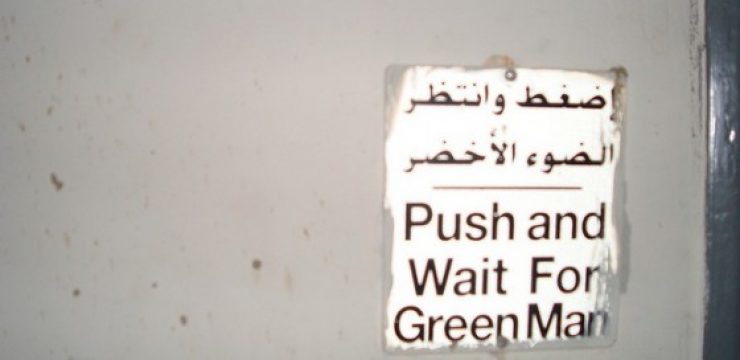 إضغط وانتظر
الضوء الأخضر
Push and
Wait For
Green Man